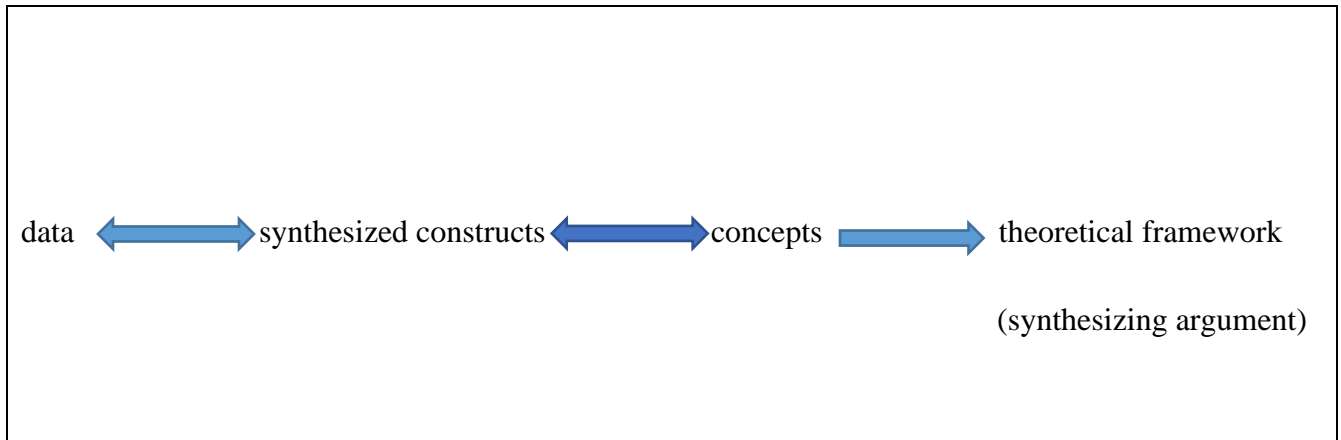 data synthesized constructs concepts theoretical framework
(synthesizing argument)